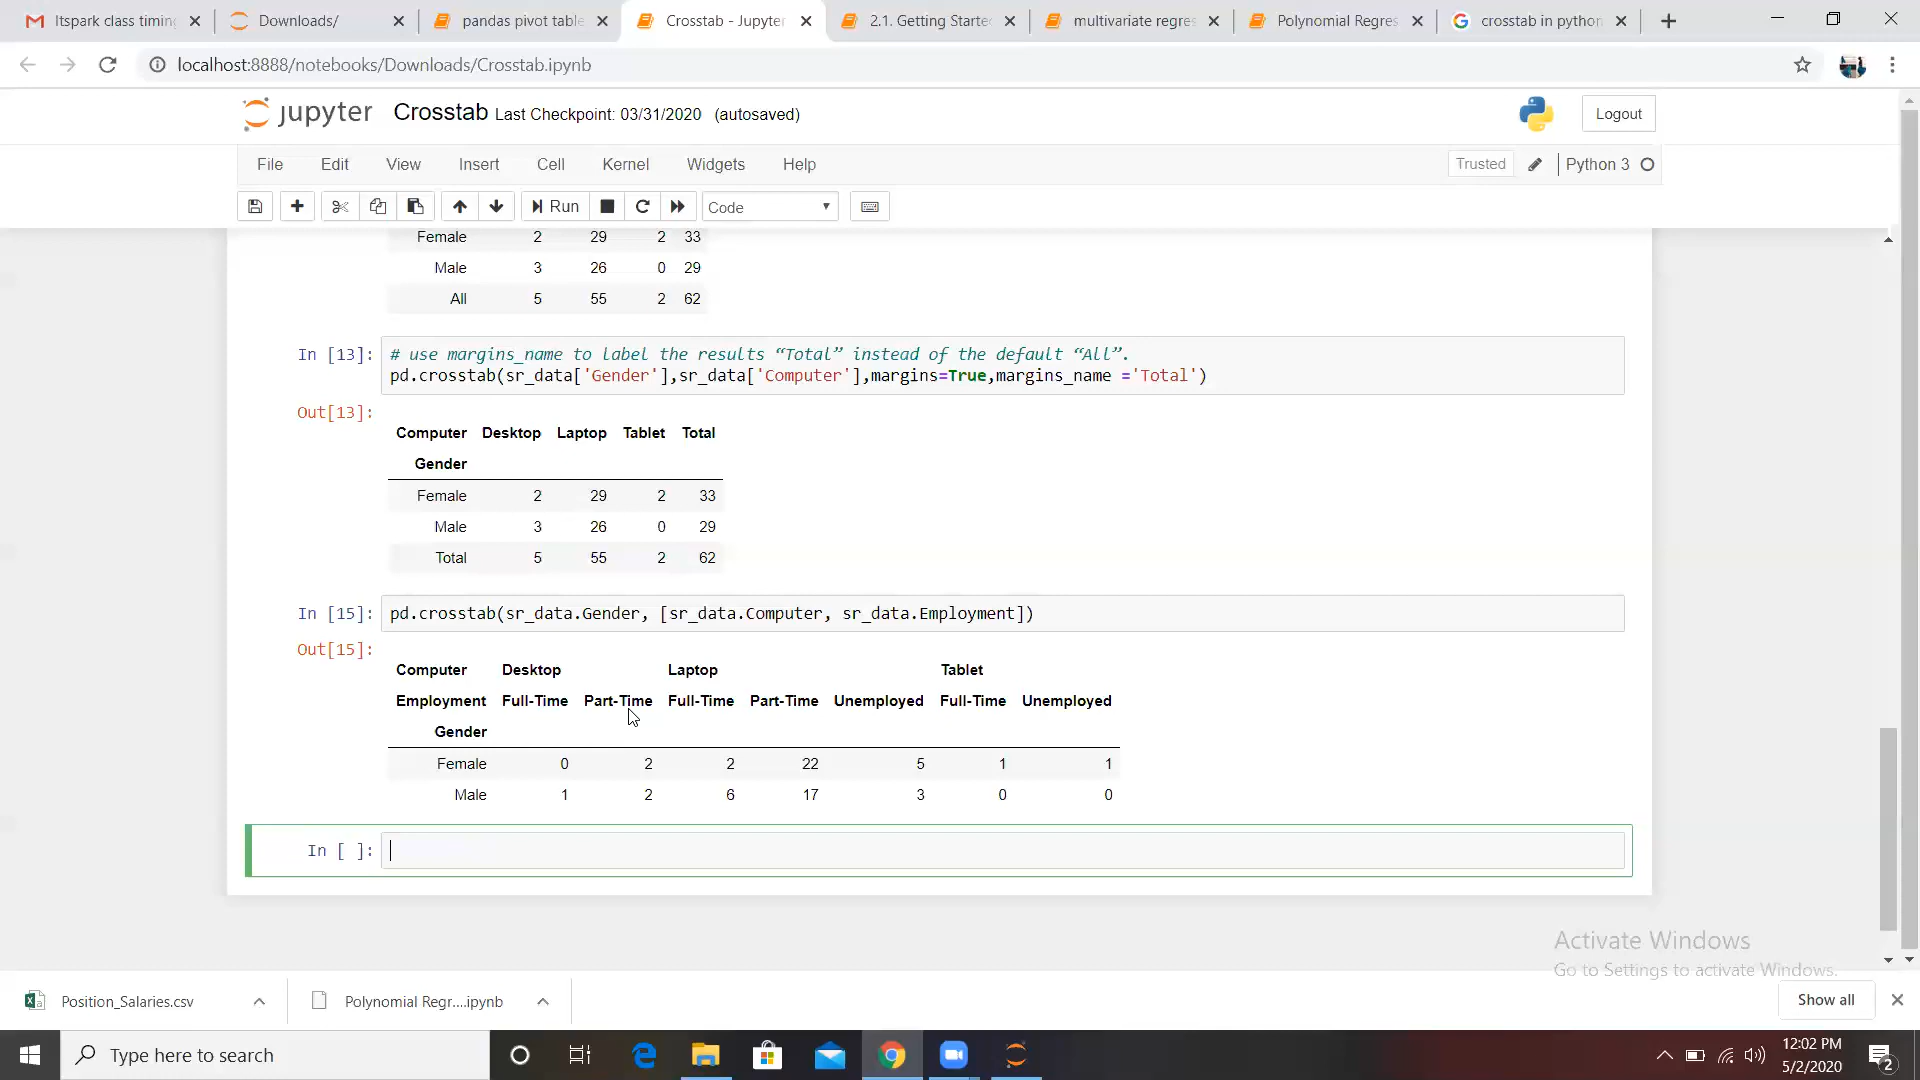 Itspark class timing
Downloads/
pandas pivot table
Crosstab - Jupyter
2.1. Getting Starte
multivariate regres
Polynomial Regres
crosstab in python
localhost:8888/notebooks/Downloads/Crosstab.ipynb
jupyter Crosstab Last Checkpoint: 03/31/2020 (autosaved)
Logout
File Edit View Insert Cell Kernel Widgets Help
Trusted Python 3
Run Code
Female 2 29 2 33
Male 3 26 0 29
All 5 55 2 62
In [13]: # use margins_name to label the results “Total” instead of the default “All”.
pd.crosstab(sr_data['Gender'],sr_data['Computer'],margins=True,margins_name ='Total')
Out[13]:
Computer Desktop Laptop Tablet Total
Gender
Female 2 29 2 33
Male 3 26 0 29
Total 5 55 2 62
In [15]: pd.crosstab(sr_data.Gender, [sr_data.Computer, sr_data.Employment])
Out[15]:
Computer Desktop Laptop Tablet
Employment Full-Time Part-Time Full-Time Part-Time Unemployed Full-Time Unemployed
Gender
Female 0 2 2 22 5 1 1
Male 1 2 6 17 3 0 0
In [ ]:
Activate Windows
Go to Settings to activate Windows.
Position_Salaries.csv
Polynomial Regr....ipynb
Show all
Type here to search
12:02 PM
5/2/2020
2